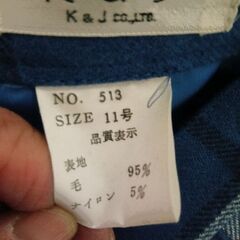 K & J CO.,LTD.
NO. 513
SIZE 11号
品質表示
表地
毛 95%
ナイロン 5%